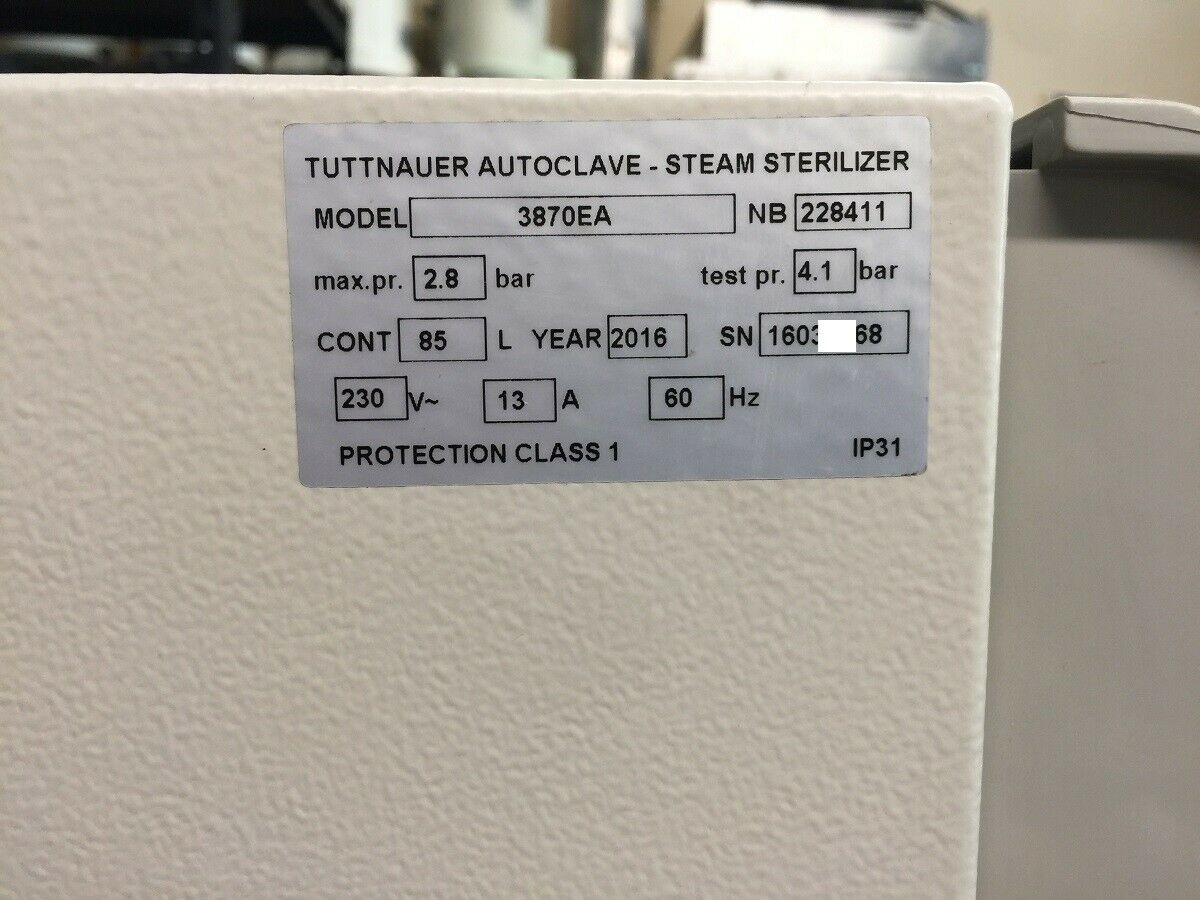 TUTTNAUER AUTOCLAVE - STEAM STERILIZER
MODEL 3870EA NB 228411
max.pr. 2.8 bar test pr. 4.1 bar
CONT 85 L YEAR 2016 SN 1603 68
230 V~ 13 A 60 Hz
PROTECTION CLASS 1 IP31